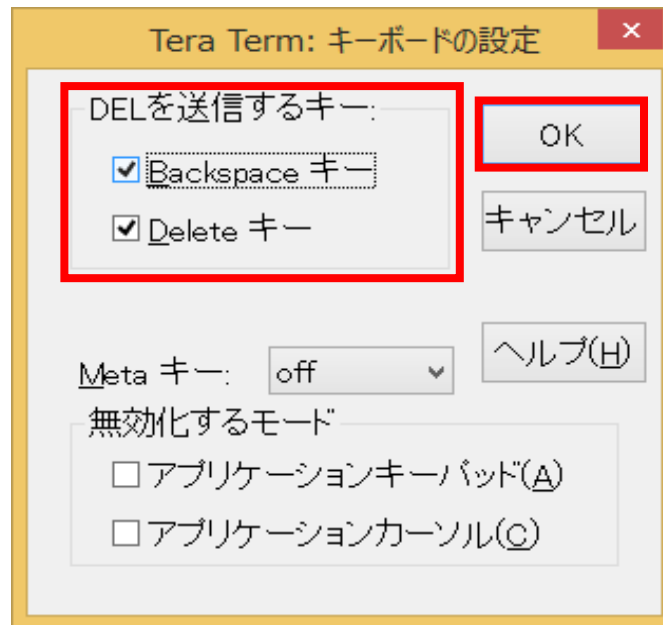 Tera Term: キーボードの設定
DELを送信するキー:
Backspace キー
Delete キー
OK
キャンセル
Meta キー: off
ヘルプ(H)
無効化するモード
アプリケーションキーパッド(A)
アプリケーションカーソル(C)